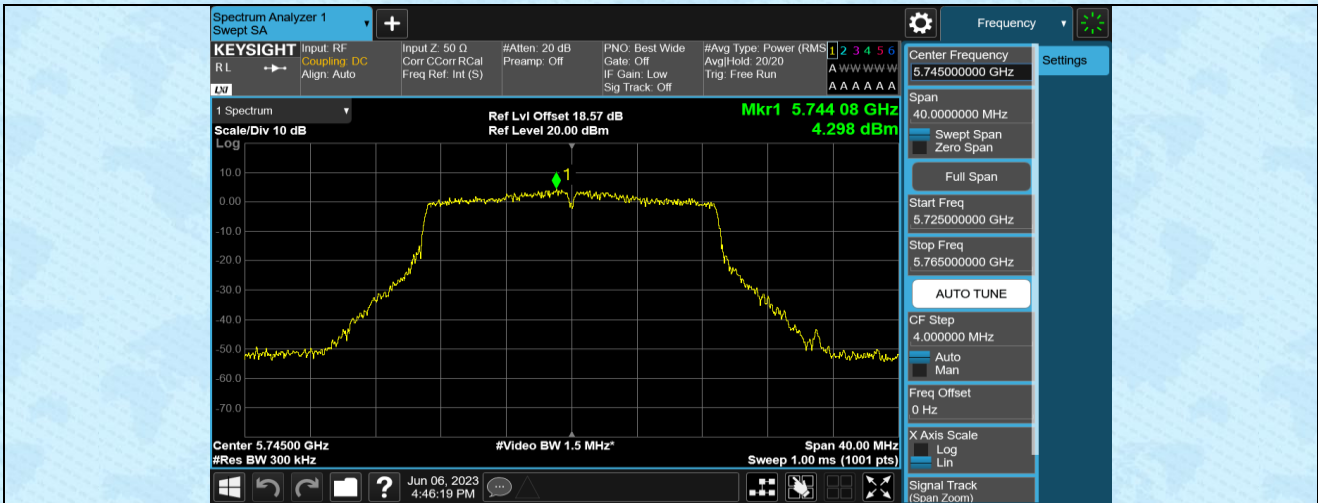 Spectrum Analyzer 1
Swept SA
+
Frequency
KEYSIGHT
RL
LXI
Input: RF
Coupling: DC
Align: Auto
Input Z: 50 Ω
Corr CCorr RCal
Freq Ref: Int (S)
#Atten: 20 dB
Preamp: Off
PNO: Best Wide
Gate: Off
IF Gain: Low
Sig Track: Off
#Avg Type: Power (RMS
Avg|Hold: 20/20
Trig: Free Run
1 2 3 4 5 6
A W W W W W
A A A A A A
1 Spectrum
Scale/Div 10 dB
Log
Ref Lvl Offset 18.57 dB
Ref Level 20.00 dBm
Mkr1 5.744 08 GHz
4.298 dBm
1
10.0
0.00
-10.0
-20.0
-30.0
-40.0
-50.0
-60.0
-70.0
Center 5.74500 GHz
#Res BW 300 kHz
#Video BW 1.5 MHz*
Span 40.00 MHz
Sweep 1.00 ms (1001 pts)
?
Jun 06, 2023
4:46:19 PM
Center Frequency
5.745000000 GHz
Settings
Span
40.0000000 MHz
Swept Span
Zero Span
Full Span
Start Freq
5.725000000 GHz
Stop Freq
5.765000000 GHz
AUTO TUNE
CF Step
4.000000 MHz
Auto
Man
Freq Offset
0 Hz
X Axis Scale
Log
Lin
Signal Track
(Span Zoom)